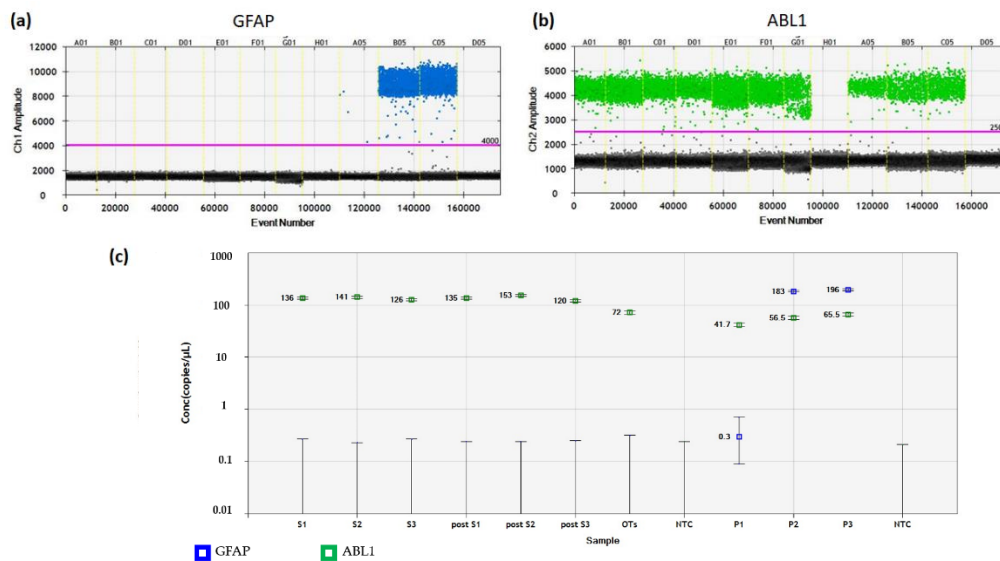 (a)
GFAP
A01 B01 C01 D01 E01 F01 G01 H01 A05 B05 C05 D05
12000
10000
8000
6000
4000
2000
0
4000
Ch1 Amplitude
0 20000 40000 60000 80000 100000 120000 140000 160000
Event Number
(b)
ABL1
A01 B01 C01 D01 E01 F01 G01 H01 A05 B05 C05 D05
6000
5000
4000
3000
2000
1000
0
250
Ch2 Amplitude
0 20000 40000 60000 80000 100000 120000 140000 160000
Event Number
(c)
1000
100
10
1
0.1
0.01
Conc(copies/µL)
136 141 126 135 153 120 72 41.7 56.5 65.5
183 196
0.3
S1 S2 S3 post S1 post S2 post S3 OTs NTC P1 P2 P3 NTC
Sample
GFAP ABL1